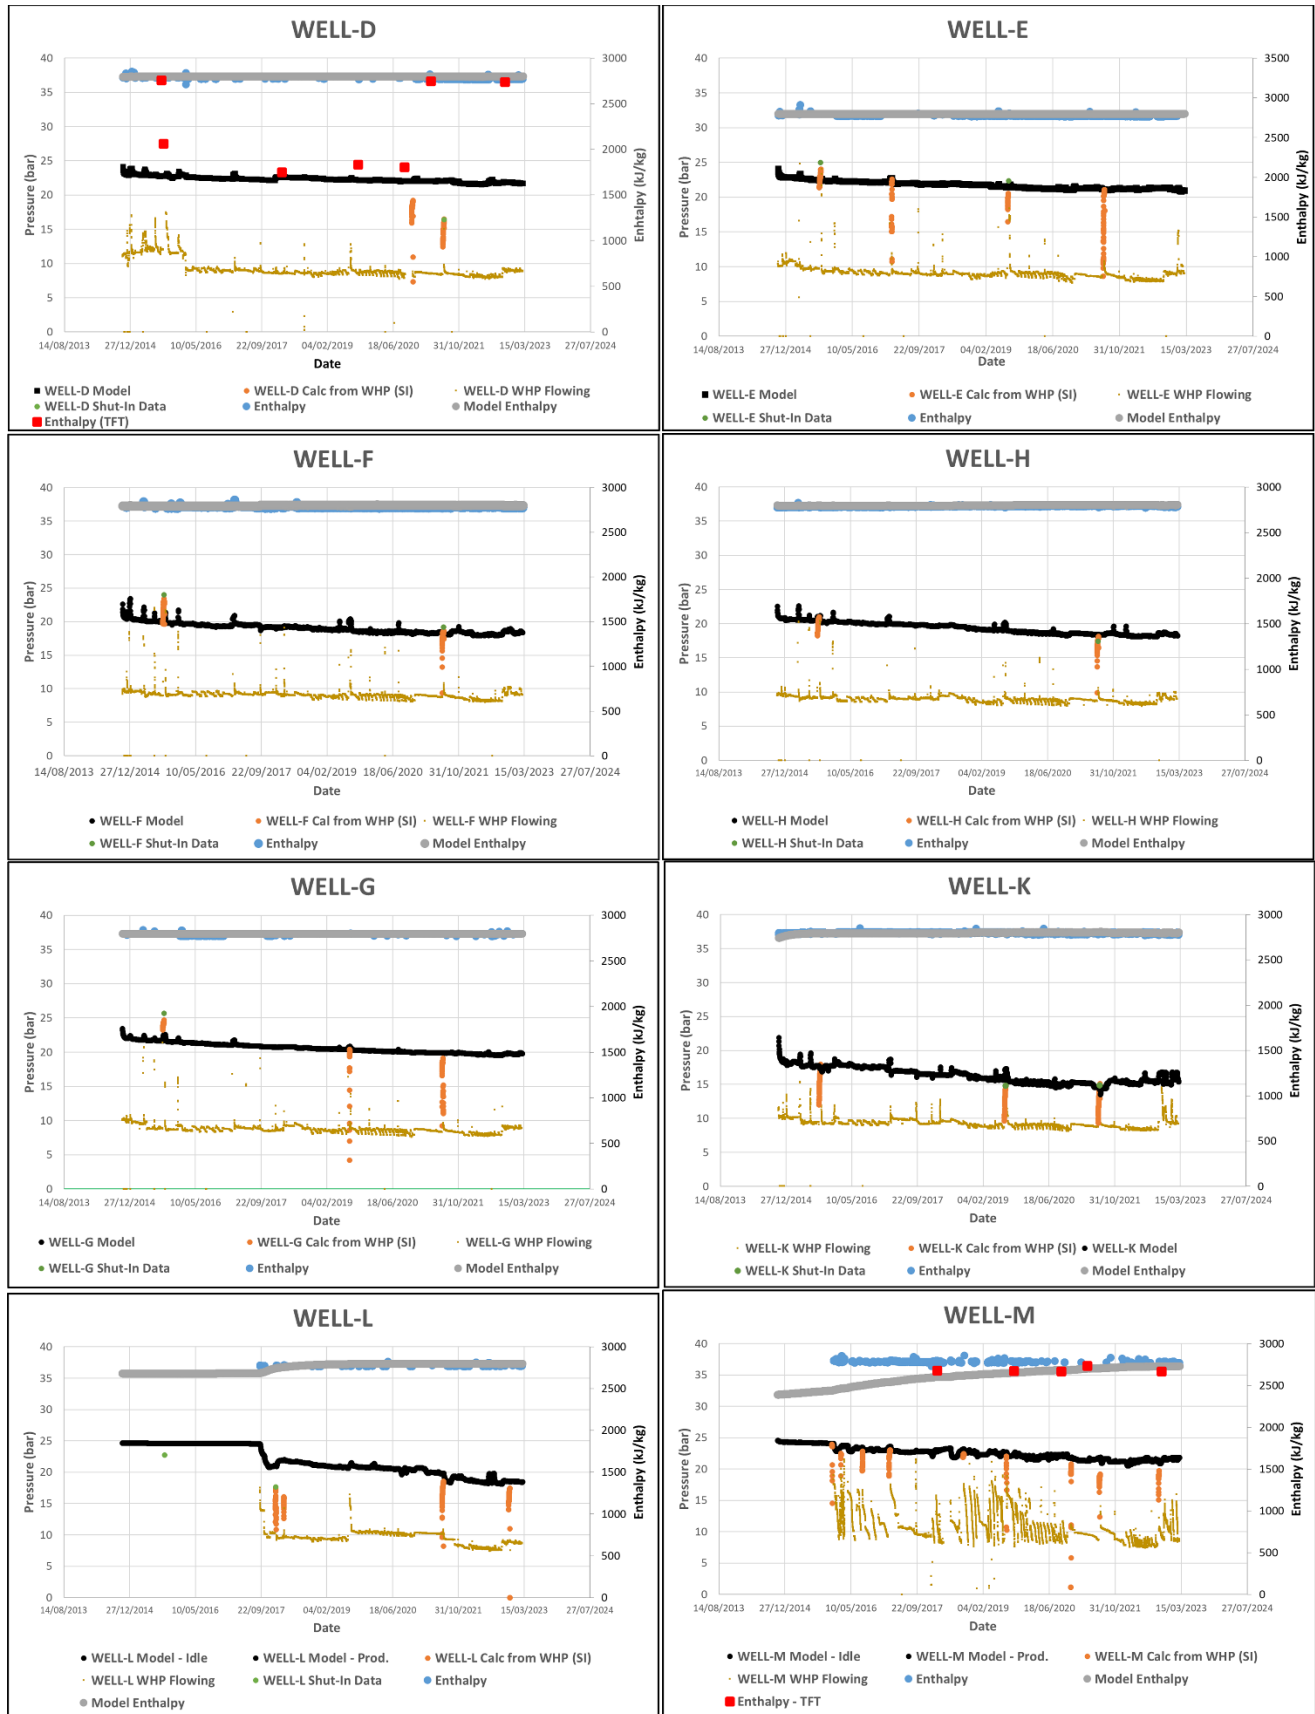 WELL-D
40
35
30
25
20
15
10
5
0
Pressure (bar)
3000
2500
2000
1500
1000
500
0
Enhtalpy (kJ/kg)
14/08/2013 27/12/2014 10/05/2016 22/09/2017 04/02/2019 18/06/2020 31/10/2021 15/03/2023 27/07/2024
Date
WELL-D Model WELL-D Calc from WHP (SI) WELL-D WHP Flowing
WELL-D Shut-In Data Enthalpy Model Enthalpy
Enthalpy (TFT)
WELL-E
40
35
30
25
20
15
10
5
0
Pressure (bar)
3500
3000
2500
2000
1500
1000
500
0
Enthalpy (kJ/kg)
14/08/2013 27/12/2014 10/05/2016 22/09/2017 04/02/2019 18/06/2020 31/10/2021 15/03/2023 27/07/2024
Date
WELL-E Model WELL-E Calc from WHP (SI) WELL-E WHP Flowing
WELL-E Shut-In Data Enthalpy Model Enthalpy
WELL-F
40
35
30
25
20
15
10
5
0
Pressure (bar)
3000
2500
2000
1500
1000
500
0
Enthalpy (kJ/kg)
14/08/2013 27/12/2014 10/05/2016 22/09/2017 04/02/2019 18/06/2020 31/10/2021 15/03/2023 27/07/2024
Date
WELL-F Model WELL-F Cal from WHP (SI) WELL-F WHP Flowing
WELL-F Shut-In Data Enthalpy Model Enthalpy
WELL-H
40
35
30
25
20
15
10
5
0
Pressure (bar)
3000
2500
2000
1500
1000
500
0
Enthalpy (kJ/kg)
14/08/2013 27/12/2014 10/05/2016 22/09/2017 04/02/2019 18/06/2020 31/10/2021 15/03/2023 27/07/2024
Date
WELL-H Model WELL-H Calc from WHP (SI) WELL-H WHP Flowing
WELL-H Shut-In Data Enthalpy Model Enthalpy
WELL-G
40
35
30
25
20
15
10
5
0
Pressure (bar)
3000
2500
2000
1500
1000
500
0
Enthalpy (kJ/kg)
14/08/2013 27/12/2014 10/05/2016 22/09/2017 04/02/2019 18/06/2020 31/10/2021 15/03/2023 27/07/2024
Date
WELL-G Model WELL-G Calc from WHP (SI) WELL-G WHP Flowing
WELL-G Shut-In Data Enthalpy Model Enthalpy
WELL-K
40
35
30
25
20
15
10
5
0
Pressure (bar)
3000
2500
2000
1500
1000
500
0
Enthalpy (kJ/kg)
14/08/2013 27/12/2014 10/05/2016 22/09/2017 04/02/2019 18/06/2020 31/10/2021 15/03/2023 27/07/2024
Date
WELL-K WHP Flowing WELL-K Calc from WHP (SI) WELL-K Model
WELL-K Shut-In Data Enthalpy Model Enthalpy
WELL-L
40
35
30
25
20
15
10
5
0
Pressure (bar)
3000
2500
2000
1500
1000
500
0
Enthalpy (kJ/kg)
14/08/2013 27/12/2014 10/05/2016 22/09/2017 04/02/2019 18/06/2020 31/10/2021 15/03/2023 27/07/2024
Date
WELL-L Model - Idle WELL-L Model - Prod. WELL-L Calc from WHP (SI)
WELL-L WHP Flowing WELL-L Shut-In Data Enthalpy
Model Enthalpy
WELL-M
40
35
30
25
20
15
10
5
0
Pressure (bar)
3000
2500
2000
1500
1000
500
0
Enthalpy (kJ/kg)
14/08/2013 27/12/2014 10/05/2016 22/09/2017 04/02/2019 18/06/2020 31/10/2021 15/03/2023 27/07/2024
Date
WELL-M Model - Idle WELL-M Model - Prod. WELL-M Calc from WHP (SI)
WELL-M WHP Flowing Enthalpy Model Enthalpy
Enthalpy - TFT